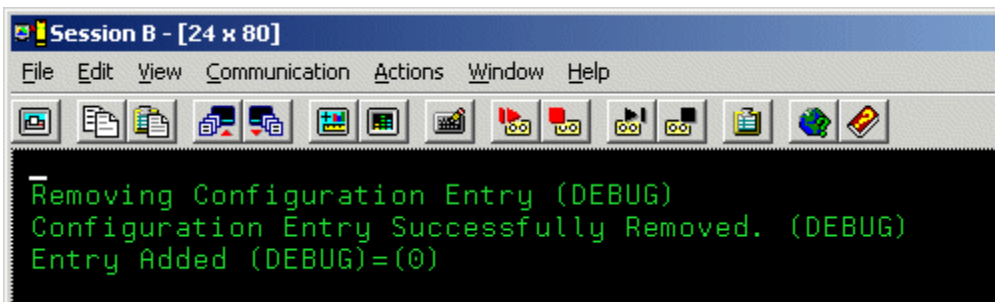 Session B - [24 x 80]
File Edit View Communication Actions Window Help
Removing Configuration Entry (DEBUG)
Configuration Entry Successfully Removed. (DEBUG)
Entry Added (DEBUG)=(0)